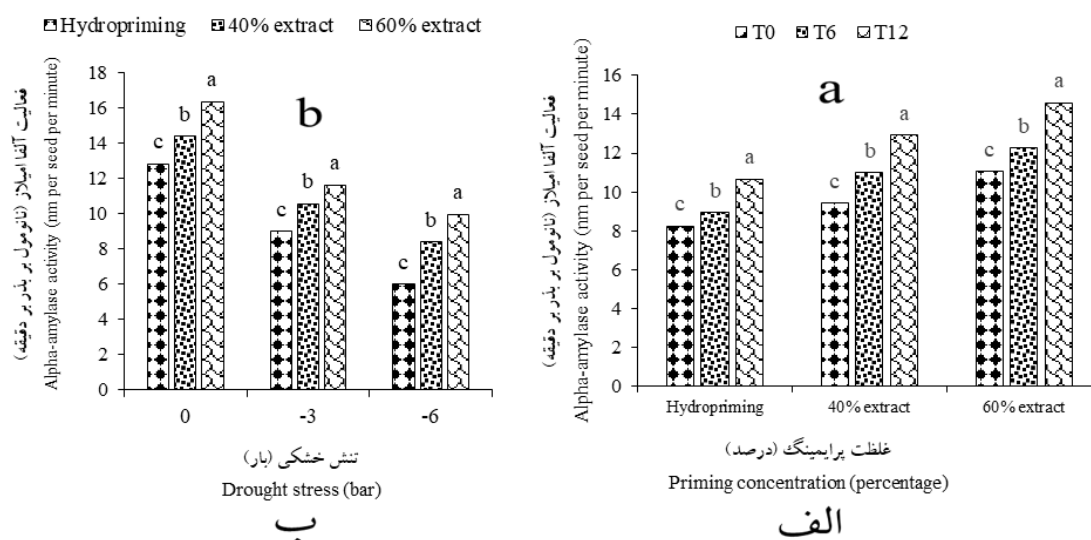 Hydropriming 40% extract 60% extract
فعالیت آلفا امیلاز (نانومول بر بذر بر دقیقه)
Alpha-amylase activity (nm per seed per minute)
18
16
14
12
10
8
6
4
2
0
b
c b a
c b a
c b a
0 -3 -6
تنش خشکی (بار)
Drought stress (bar)
ب
T0 T6 T12
فعالیت آلفا امیلاز (نانومول بر بذر بر دقیقه)
Alpha-amylase activity (nm per seed per minute)
16
14
12
10
8
6
4
2
0
a
c b a
c b a
c b a
Hydropriming 40% extract 60% extract
غلظت پرایمینگ (درصد)
Priming concentration (percentage)
الف